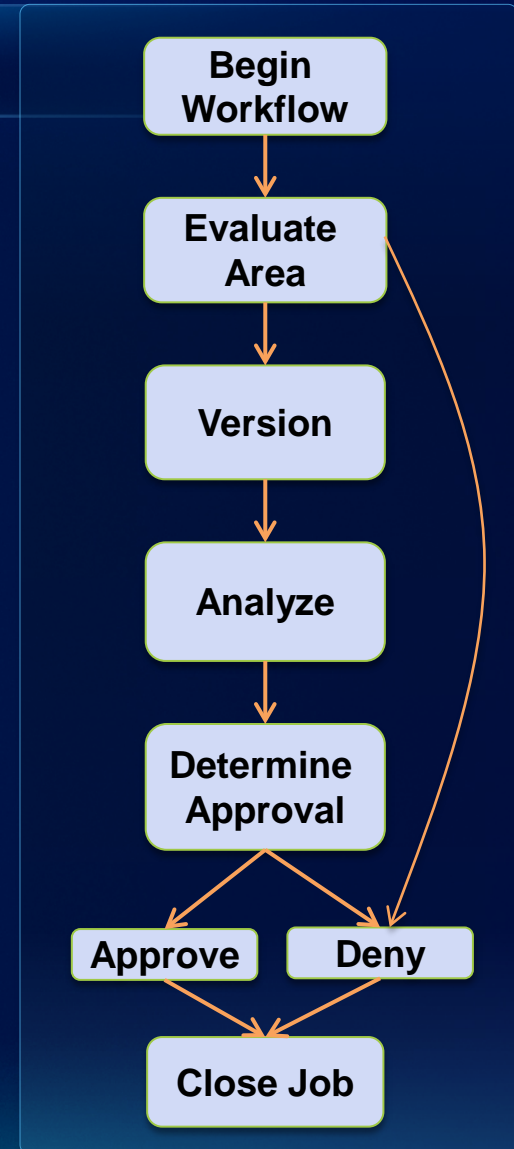 Begin
Workflow
Evaluate
Area
Version
Analyze
Determine
Approval
Approve
Deny
Close Job